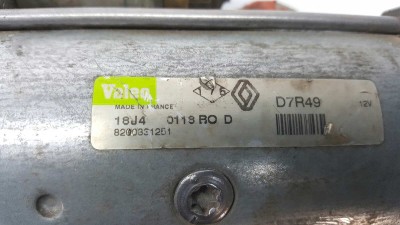 Valeo
MADE IN FRANCE
D7R49
12V
16J4 0113 RO D
8200331251